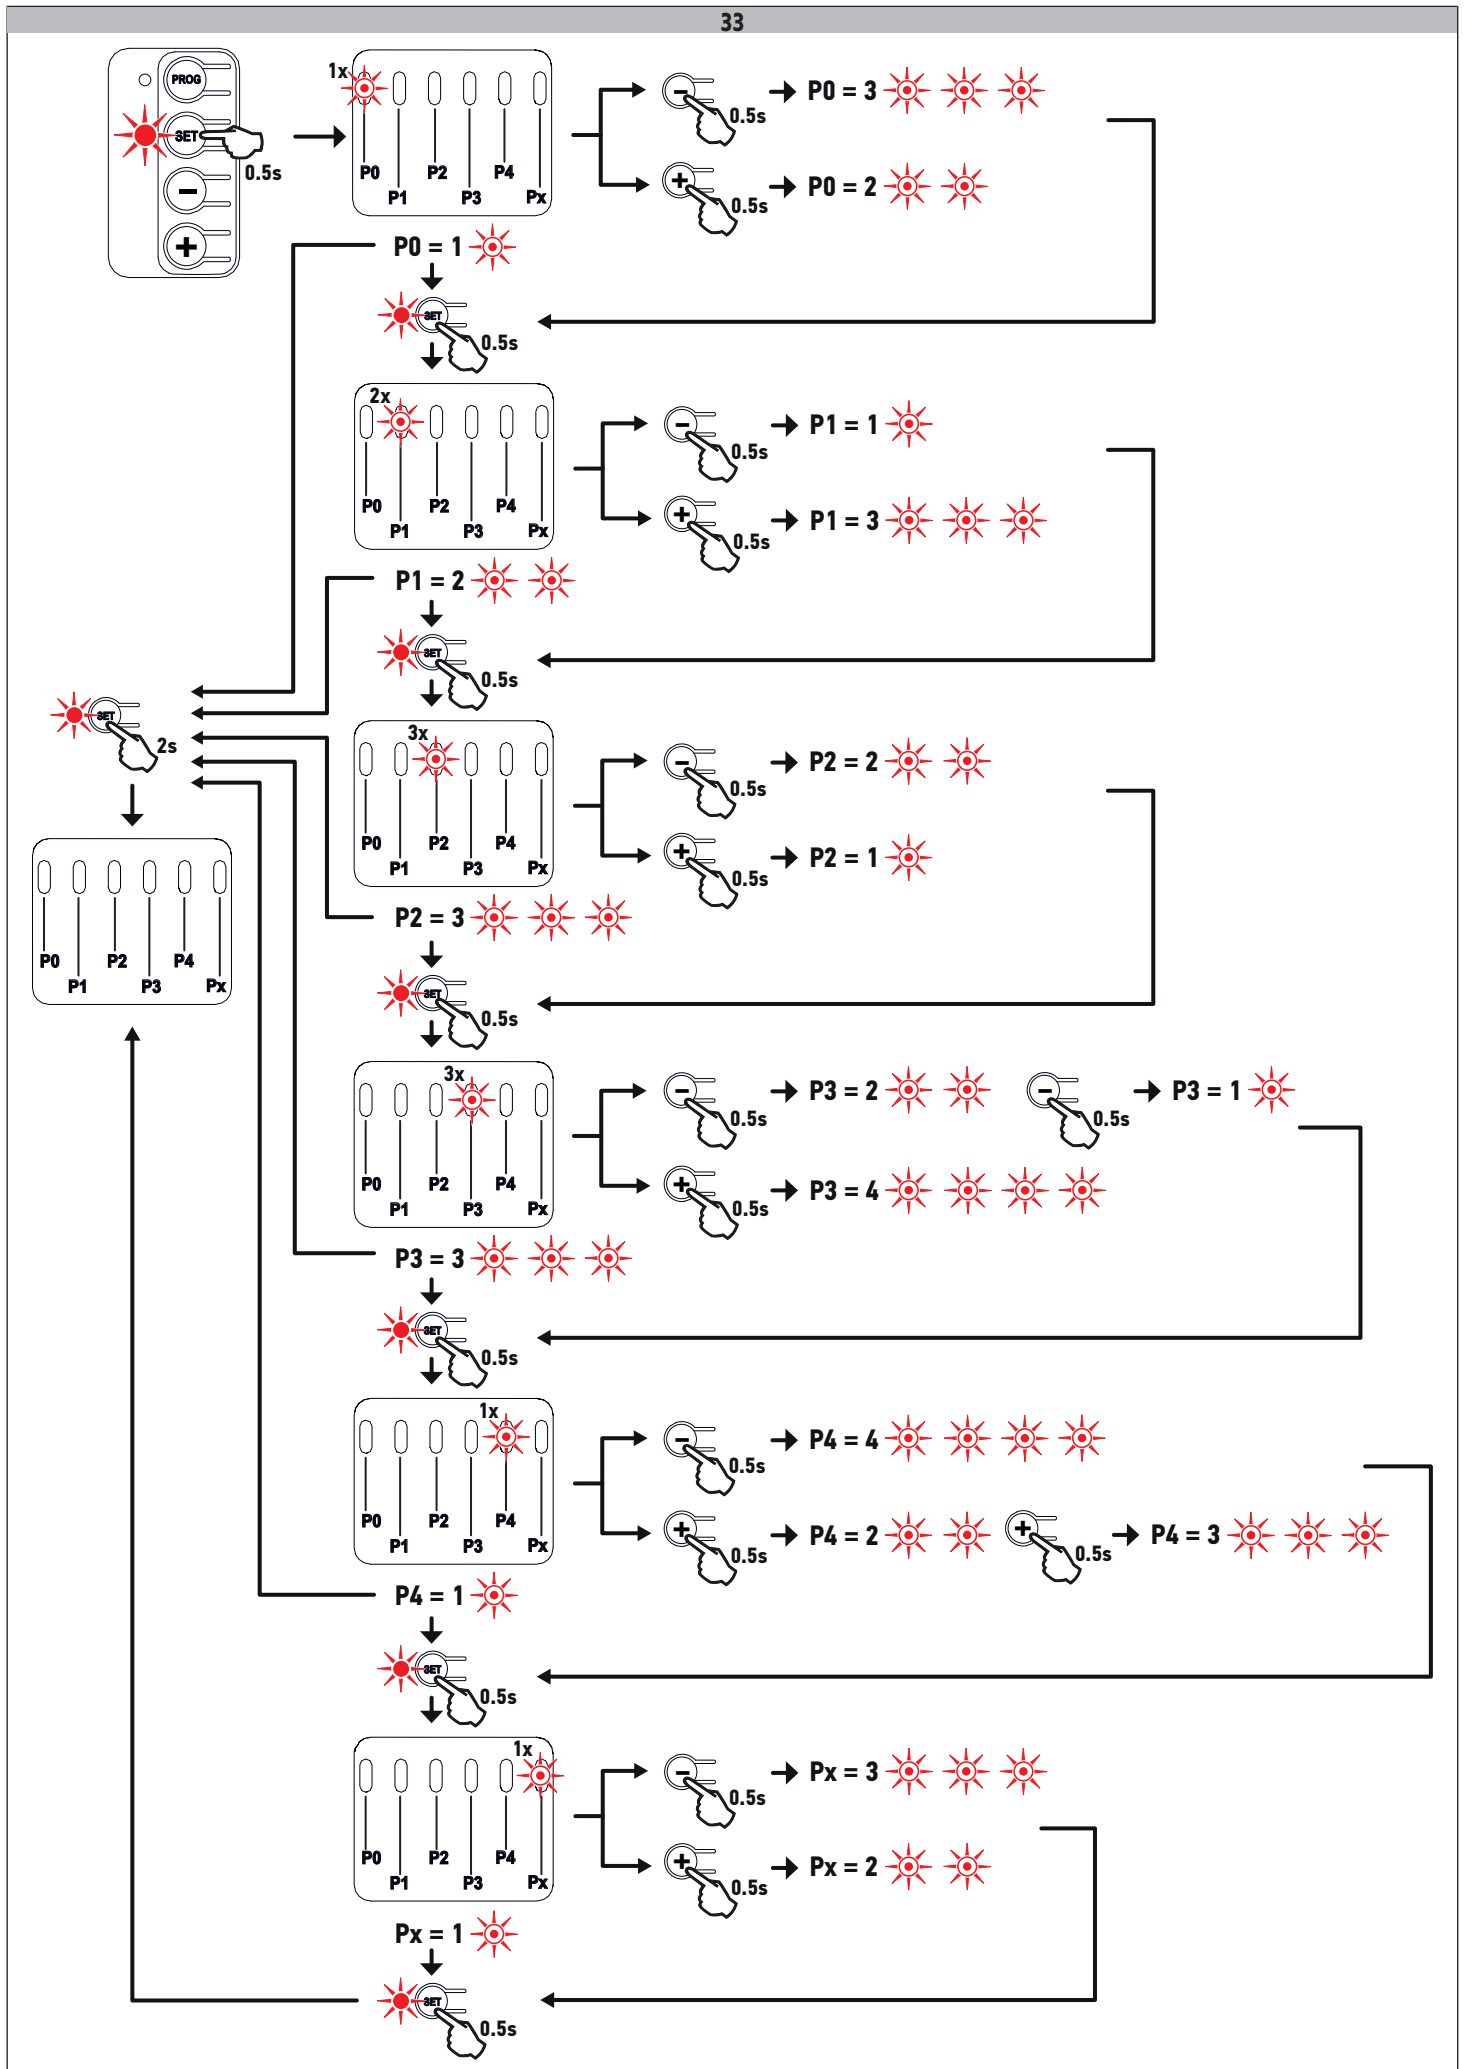 33
PROG
SET
0.5s
1x
P0 P2 P4
P1 P3 Px
0.5s
P0 = 3
0.5s
P0 = 2
P0 = 1
SET
0.5s
2x
P0 P2 P4
P1 P3 Px
0.5s
P1 = 1
0.5s
P1 = 3
P1 = 2
SET
0.5s
SET
2s
P0 P2 P4
P1 P3 Px
3x
P0 P2 P4
P1 P3 Px
0.5s
P2 = 2
0.5s
P2 = 1
P2 = 3
SET
0.5s
3x
P0 P2 P4
P1 P3 Px
0.5s
P3 = 2
0.5s
P3 = 1
0.5s
P3 = 4
P3 = 3
SET
0.5s
1x
P0 P2 P4
P1 P3 Px
0.5s
P4 = 4
0.5s
P4 = 2
0.5s
P4 = 3
P4 = 1
SET
0.5s
1x
P0 P2 P4
P1 P3 Px
0.5s
Px = 3
0.5s
Px = 2
Px = 1
SET
0.5s